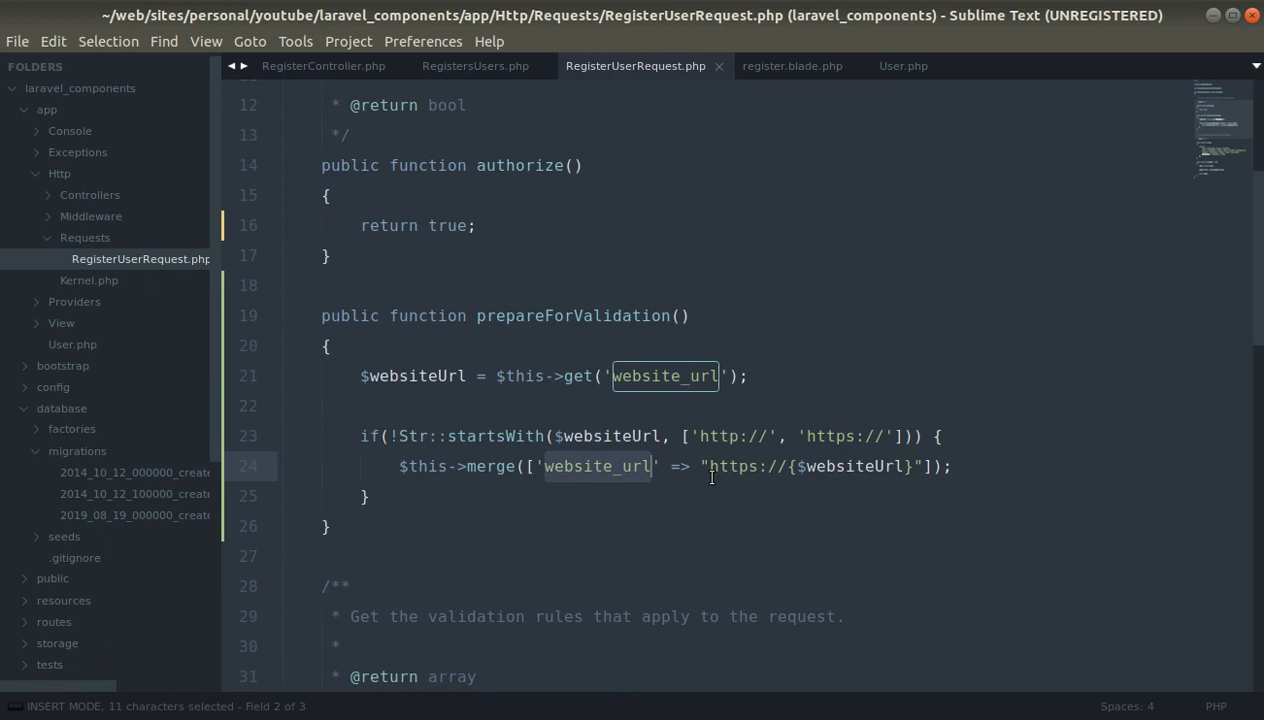 ~/web/sites/personal/youtube/laravel_components/app/Http/Requests/RegisterUserRequest.php (laravel_components) - Sublime Text (UNREGISTERED)
File Edit Selection Find View Goto Tools Project Preferences Help
FOLDERS
laravel_components
app
Console
Exceptions
Http
Controllers
Middleware
Requests
RegisterUserRequest.php
Kernel.php
Providers
View
User.php
bootstrap
config
database
factories
migrations
2014_10_12_000000_create
2014_10_12_100000_create
2019_08_19_000000_create
seeds
.gitignore
public
resources
routes
storage
tests
RegisterController.php RegistersUsers.php RegisterUserRequest.php register.blade.php User.php
12 * @return bool
13 */
14 public function authorize()
15 {
16 return true;
17 }
18
19 public function prepareForValidation()
20 {
21 $websiteUrl = $this->get('website_url');
22
23 if(!Str::startsWith($websiteUrl, ['http://', 'https://'])) {
24 $this->merge(['website_url' => "https://{$websiteUrl}"]);
25 }
26 }
27
28 /**
29 * Get the validation rules that apply to the request.
30 *
31 * @return array
INSERT MODE, 11 characters selected - Field 2 of 3 Spaces: 4 PHP